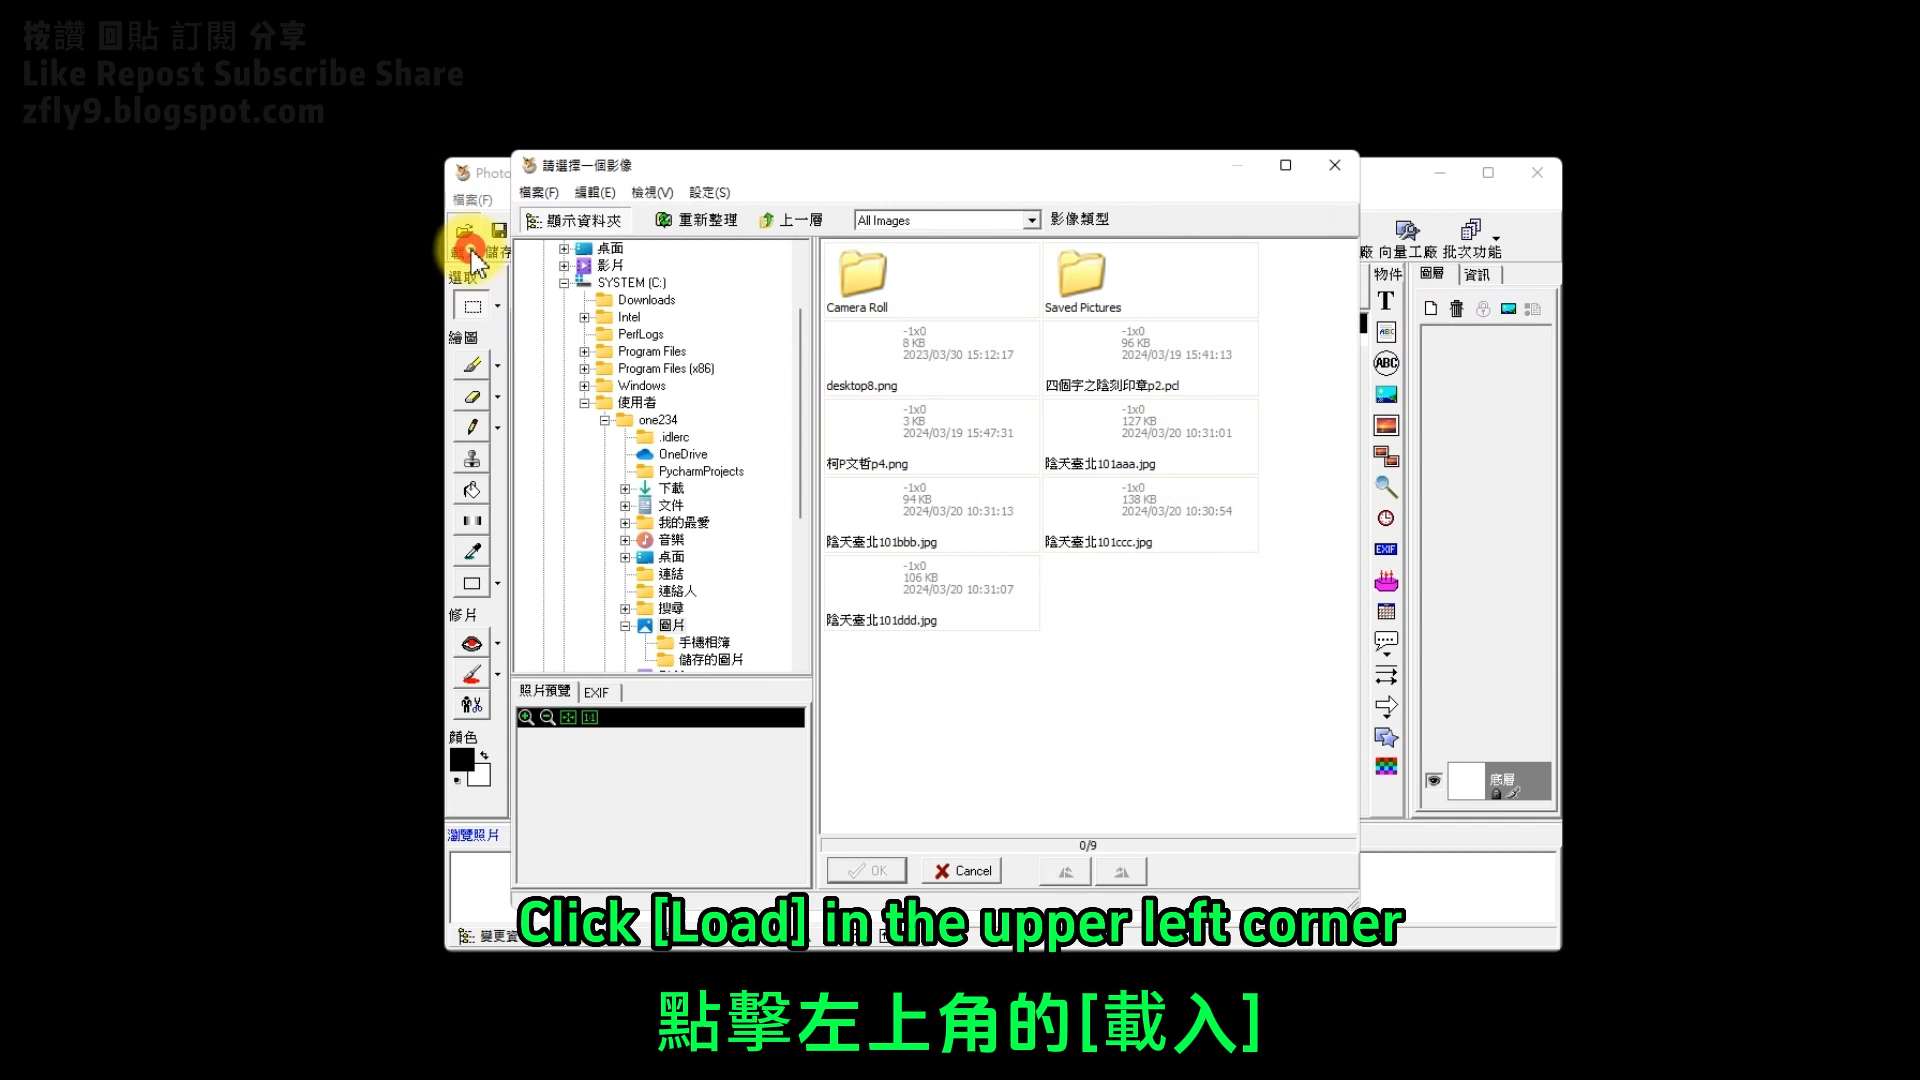 按讚 回貼 訂閱 分享
Like Repost Subscribe Share
zfly9.blogspot.com
Photo
檔案(F)
儲存
選取
繪圖
修片
顏色
瀏覽照片
請選擇一個影像
檔案(F) 編輯(E) 檢視(V) 設定(S)
顯示資料夾 重新整理 上一層 All Images 影像類型
桌面
影片
SYSTEM (C:)
Downloads
Intel
PerfLogs
Program Files
Program Files (x86)
Windows
使用者
one234
.idlerc
OneDrive
PycharmProjects
下載
文件
我的最愛
音樂
桌面
連結
連絡人
搜尋
圖片
手機相簿
儲存的圖片
照片預覽 EXIF
Camera Roll
Saved Pictures
-1x0
8 KB
2023/03/30 15:12:17
desktop8.png
-1x0
96 KB
2024/03/19 15:41:13
四個字之陰刻印章p2.pcl
-1x0
3 KB
2024/03/19 15:47:31
柯P文哲p4.png
-1x0
127 KB
2024/03/20 10:31:01
陰天臺北101aaa.jpg
-1x0
94 KB
2024/03/20 10:31:13
陰天臺北101bbb.jpg
-1x0
138 KB
2024/03/20 10:30:54
陰天臺北101ccc.jpg
-1x0
106 KB
2024/03/20 10:31:07
陰天臺北101ddd.jpg
0/9
OK Cancel
廠 向量工廠 批次功能
物件 圖層 資訊
T
ABC
ABC
EXIF
底層
變更資
Click [Load] in the upper left corner
點擊左上角的[載入]